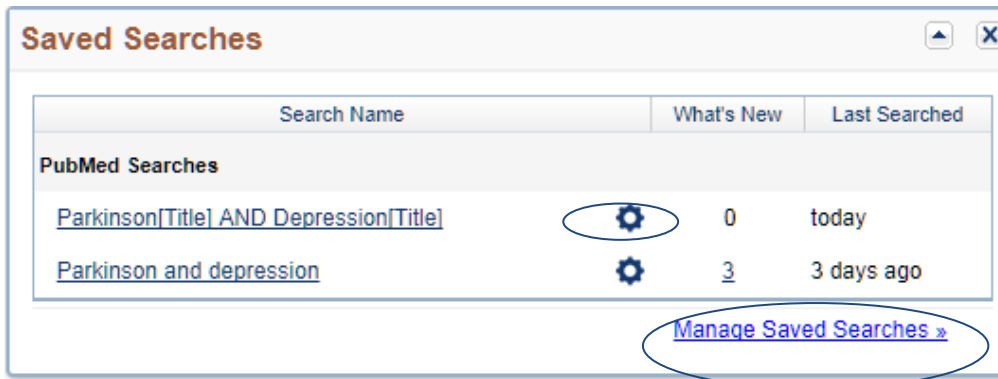 Saved Searches
Search Name What's New Last Searched
PubMed Searches
Parkinson[Title] AND Depression[Title] 0 today
Parkinson and depression 3 3 days ago
Manage Saved Searches »